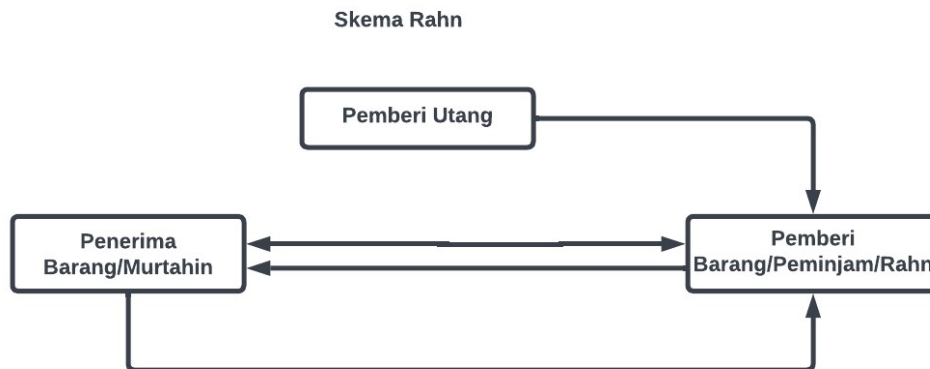 Skema Rahn
Pemberi Utang
Penerima
Barang/Murtahin
Pemberi
Barang/Peminjam/Rahn